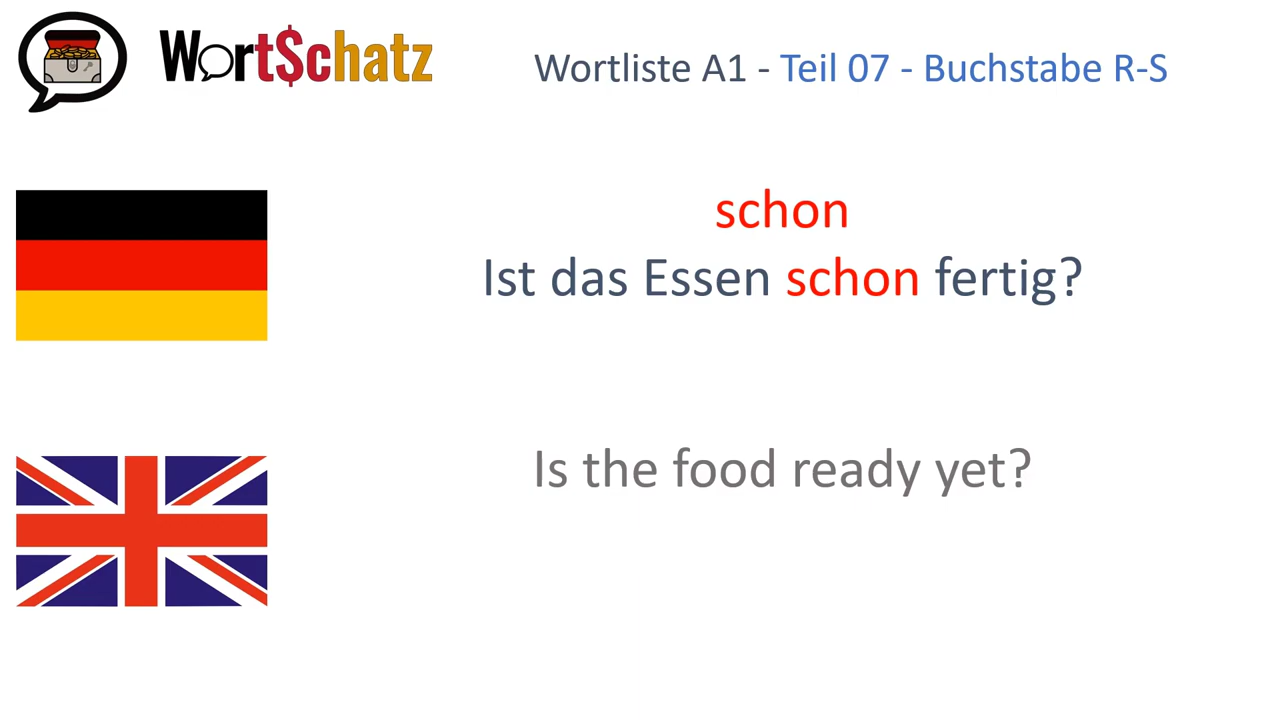 Wort$chatz
Wortliste A1 - Teil 07 - Buchstabe R-S
schon
Ist das Essen schon fertig?
Is the food ready yet?